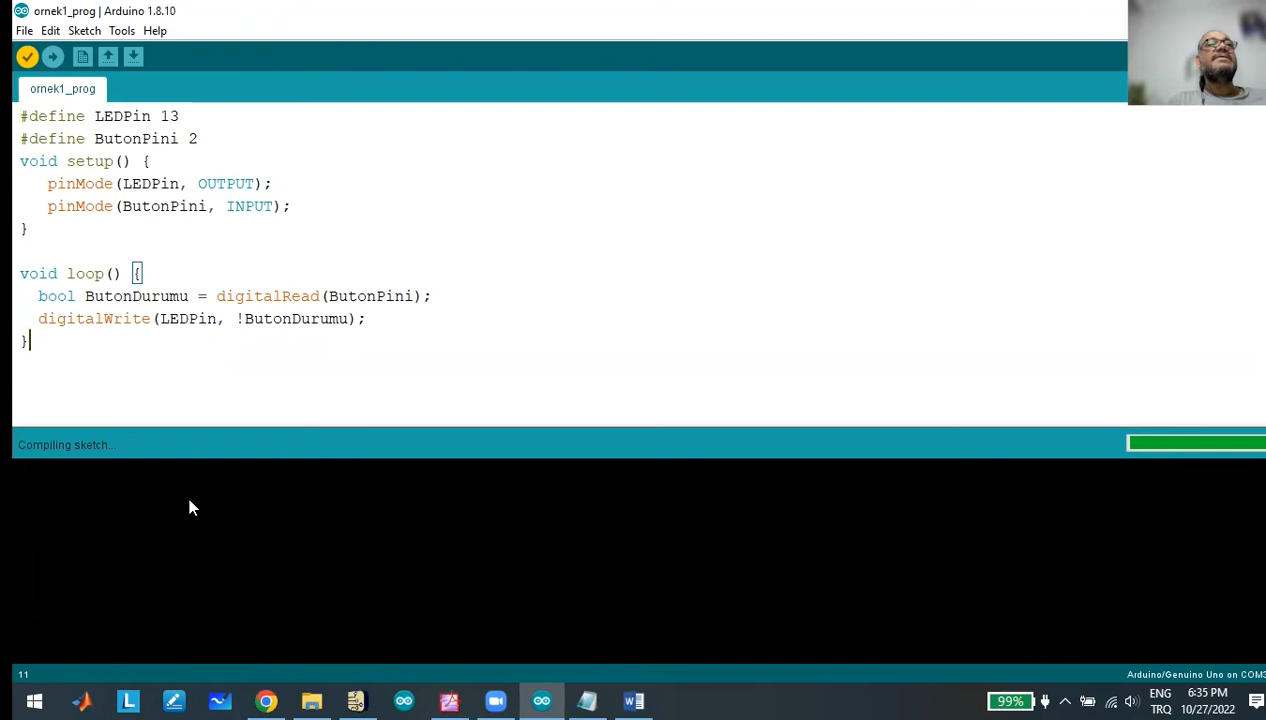 ornek1_prog | Arduino 1.8.10
File Edit Sketch Tools Help
ornek1_prog
#define LEDPin 13
#define ButonPini 2
void setup() {
pinMode(LEDPin, OUTPUT);
pinMode(ButonPini, INPUT);
}
void loop() {
bool ButonDurumu = digitalRead(ButonPini);
digitalWrite(LEDPin, !ButonDurumu);
}
Compiling sketch...
11
Arduino/Genuino Uno on COM3
L
99%
ENG
TRQ
6:35 PM
10/27/2022